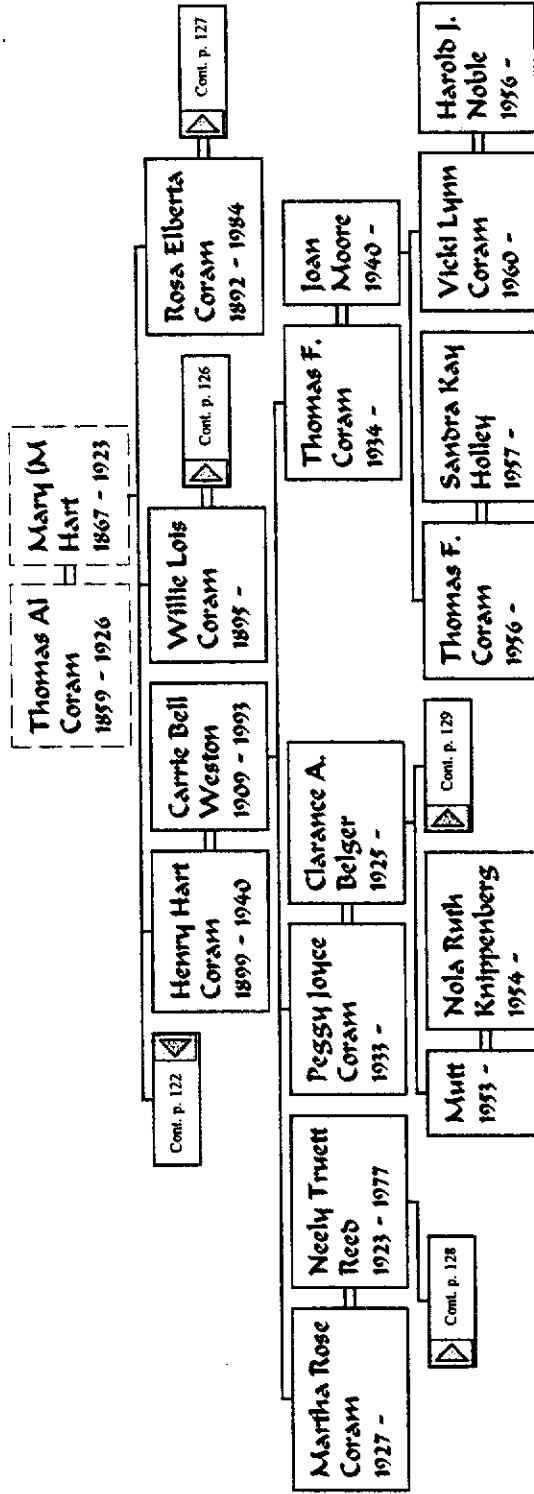 Thomas Al
Coram
1859 - 1926
Mary (M
Hart
1867 - 1923
Cont. p. 122
Henry Hart
Coram
1899 - 1940
Carrie Bell
Weston
1909 - 1993
Willie Lois
Coram
1895 -
Cont. p. 126
Rosa Elberta
Coram
1892 - 1984
Cont. p. 127
Martha Rose
Coram
1927 -
Neely Truett
Reed
1923 - 1977
Peggy Joyce
Coram
1933 -
Clarance A.
Belger
1925 -
Thomas F.
Coram
1934 -
Joan
Moore
1940 -
Cont. p. 128
Mutt
1953 -
Nola Ruth
Knippenberg
1954 -
Cont. p. 129
Thomas F.
Coram
1956 -
Sandra Kay
Holley
1957 -
Vicki Lynn
Coram
1960 -
Harold J.
Noble
1956 -